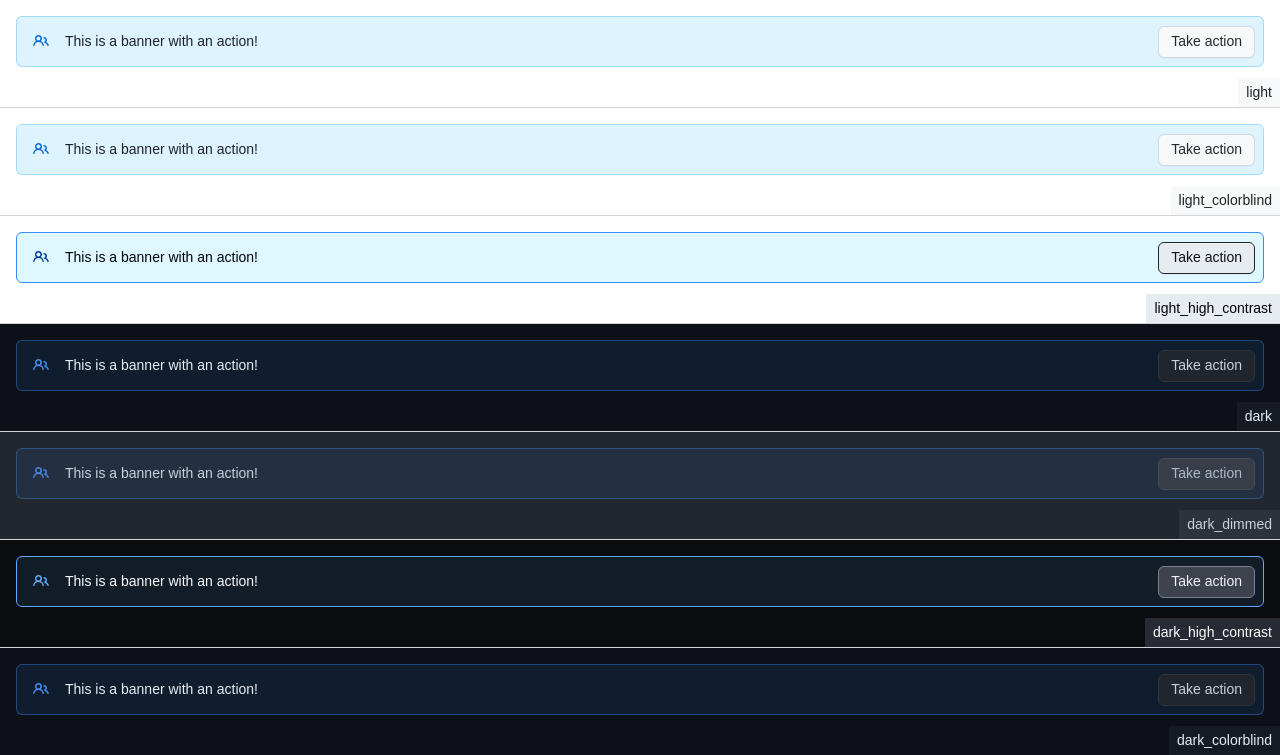 This is a banner with an action! Take action
light
This is a banner with an action! Take action
light_colorblind
This is a banner with an action! Take action
light_high_contrast
This is a banner with an action! Take action
dark
This is a banner with an action! Take action
dark_dimmed
This is a banner with an action! Take action
dark_high_contrast
This is a banner with an action! Take action
dark_colorblind